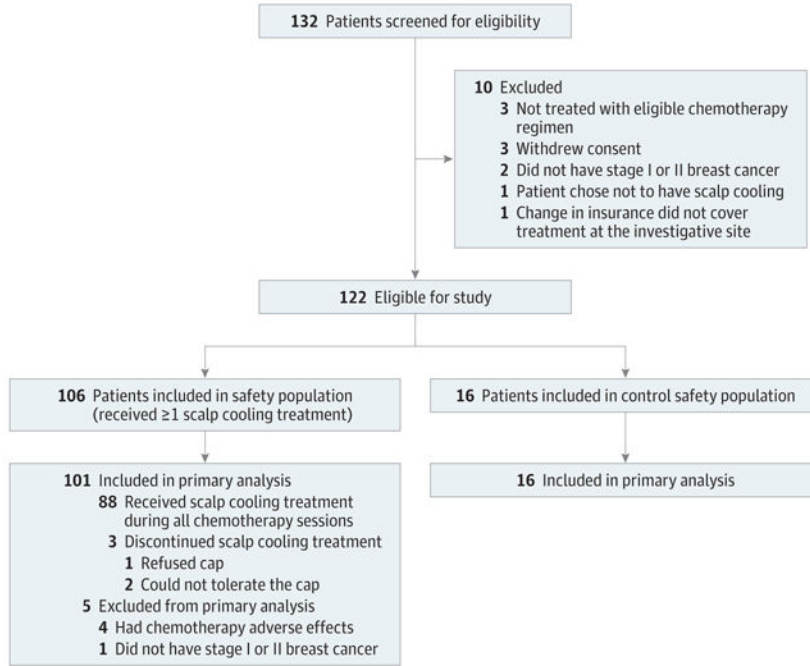 132 Patients screened for eligibility
10 Excluded
3 Not treated with eligible chemotherapy
regimen
3 Withdrew consent
2 Did not have stage I or II breast cancer
1 Patient chose not to have scalp cooling
1 Change in insurance did not cover
treatment at the investigative site
122 Eligible for study
106 Patients included in safety population
(received ≥1 scalp cooling treatment)
16 Patients included in control safety population
101 Included in primary analysis
88 Received scalp cooling treatment
during all chemotherapy sessions
3 Discontinued scalp cooling treatment
1 Refused cap
2 Could not tolerate the cap
5 Excluded from primary analysis
4 Had chemotherapy adverse effects
1 Did not have stage I or II breast cancer
16 Included in primary analysis